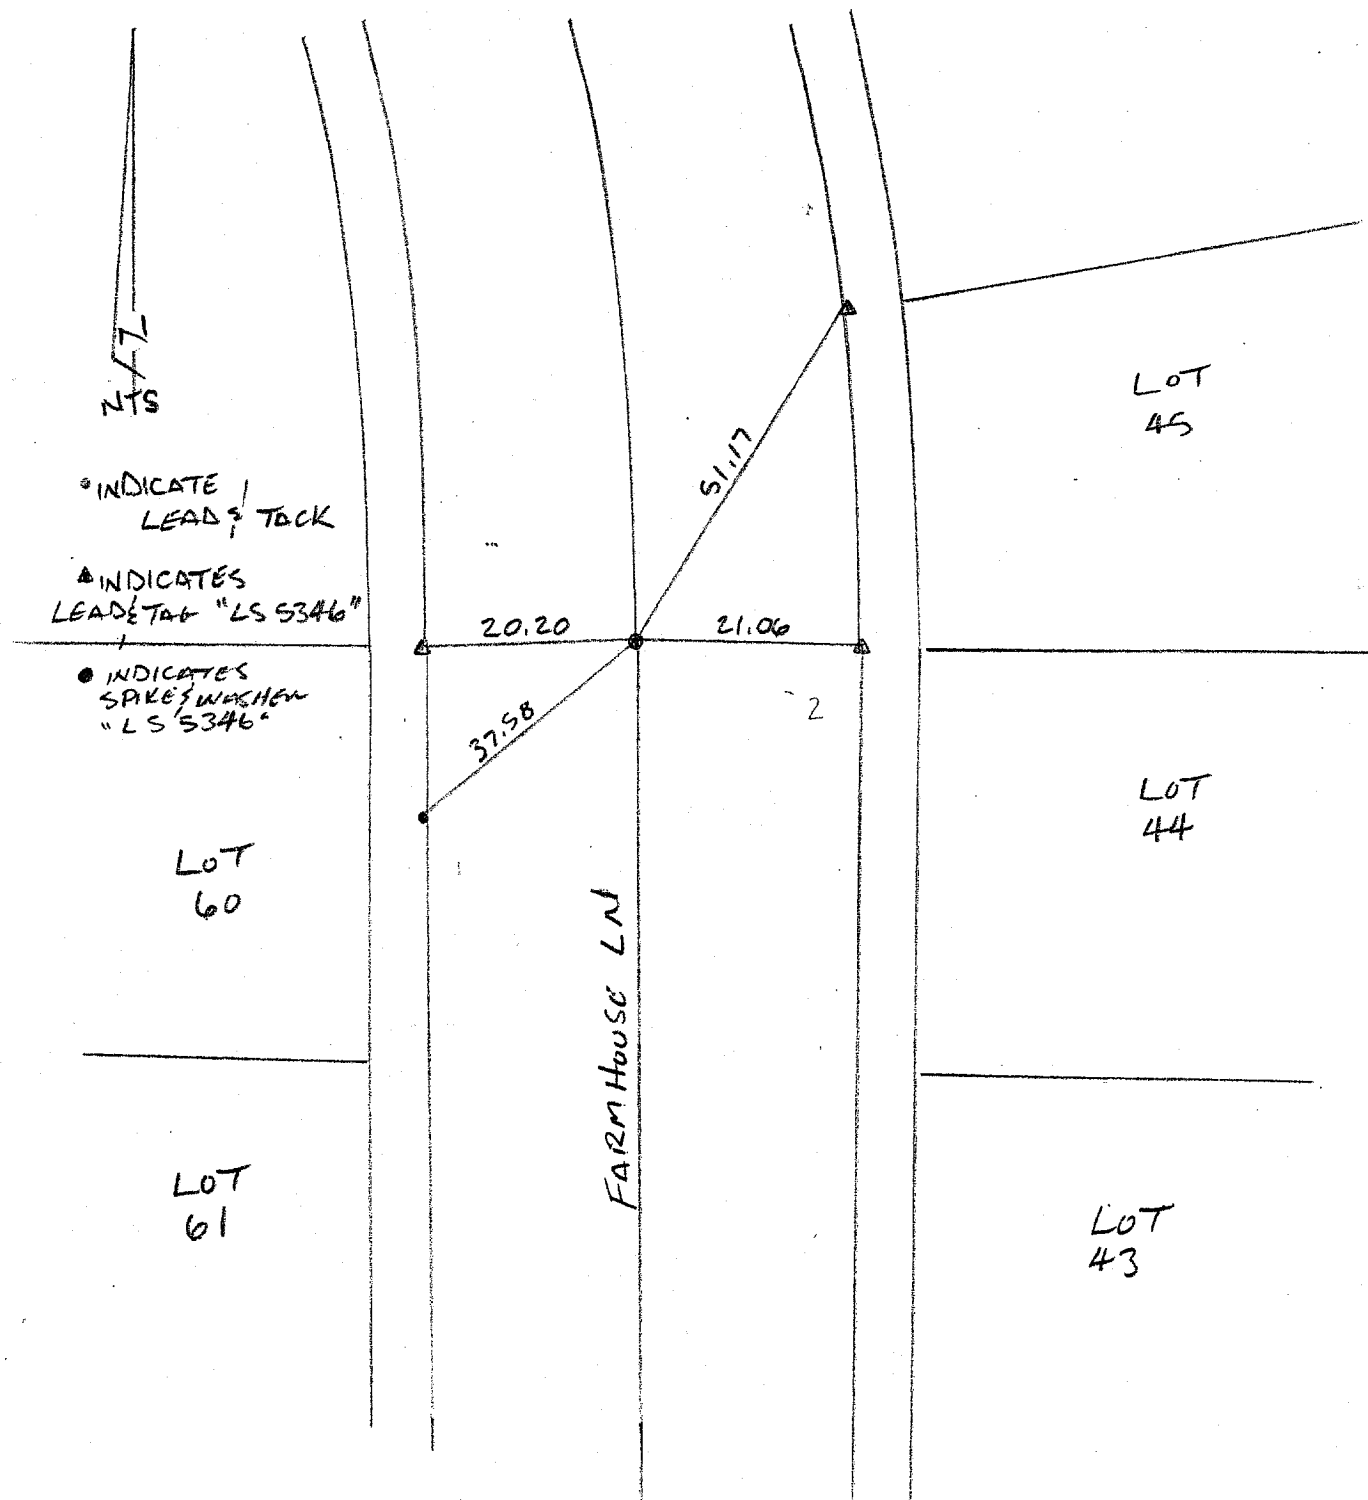 NTS
INDICATE
LEAD & TACK
INDICATES
LEAD & TAG "LS 5346"
INDICATES
SPIKE & WASHER
"LS 5346"
LOT
45
51.17
20.20
21.06
2
37.58
LOT
60
LOT
44
FARMHOUSE LN
LOT
61
LOT
43